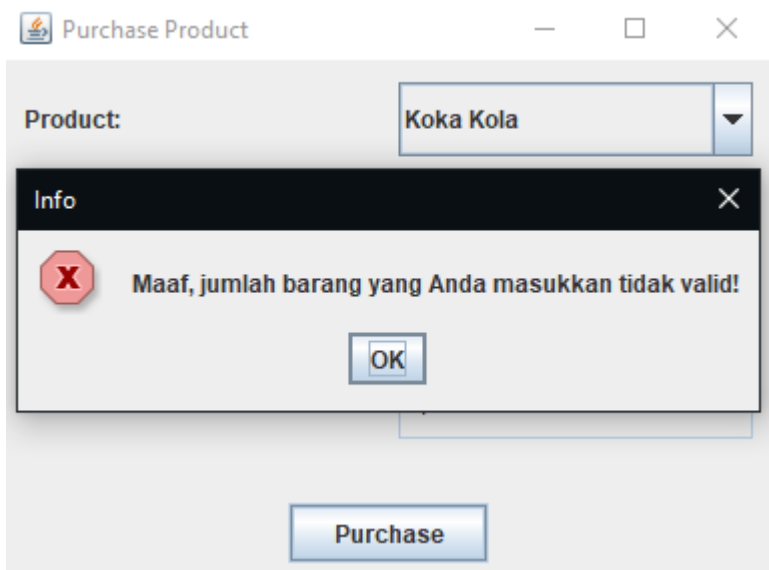 Purchase Product
Product:
Koka Kola
Info
Maaf, jumlah barang yang Anda masukkan tidak valid!
OK
Purchase